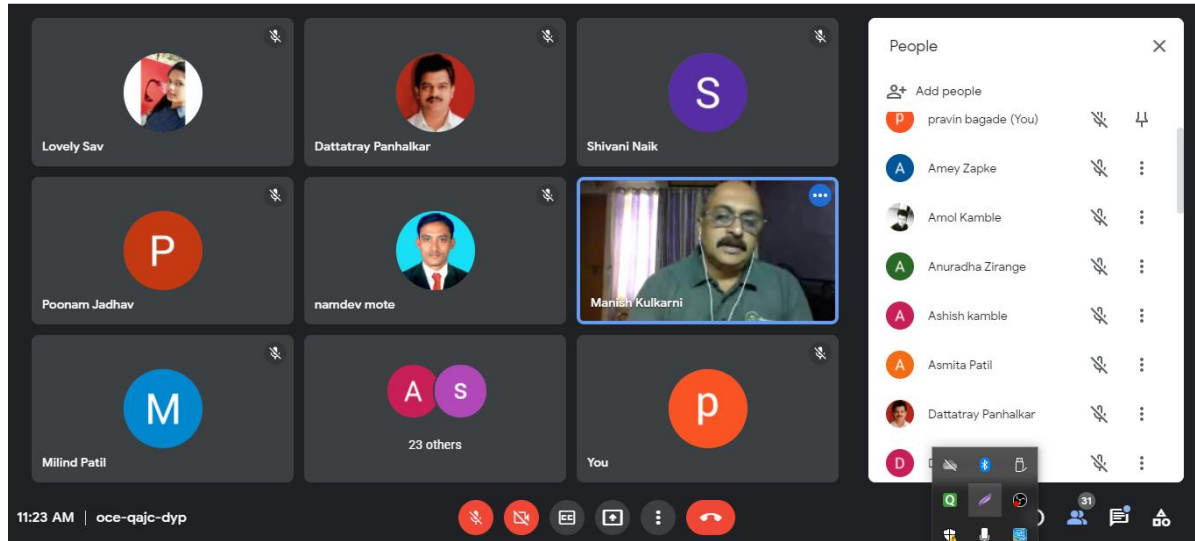 Lovely Sav
Dattatray Panhalkar
S
Shivani Naik
P
Poonam Jadhav
namdev mote
Manish Kulkarni
M
Milind Patil
A s
23 others
p
You
People
Add people
p pravin bagade (You)
A Amey Zapke
Amol Kamble
A Anuradha Zirange
A Ashish kamble
A Asmita Patil
Dattatray Panhalkar
D
11:23 AM | oce-qajc-dyp
CC
Q
31